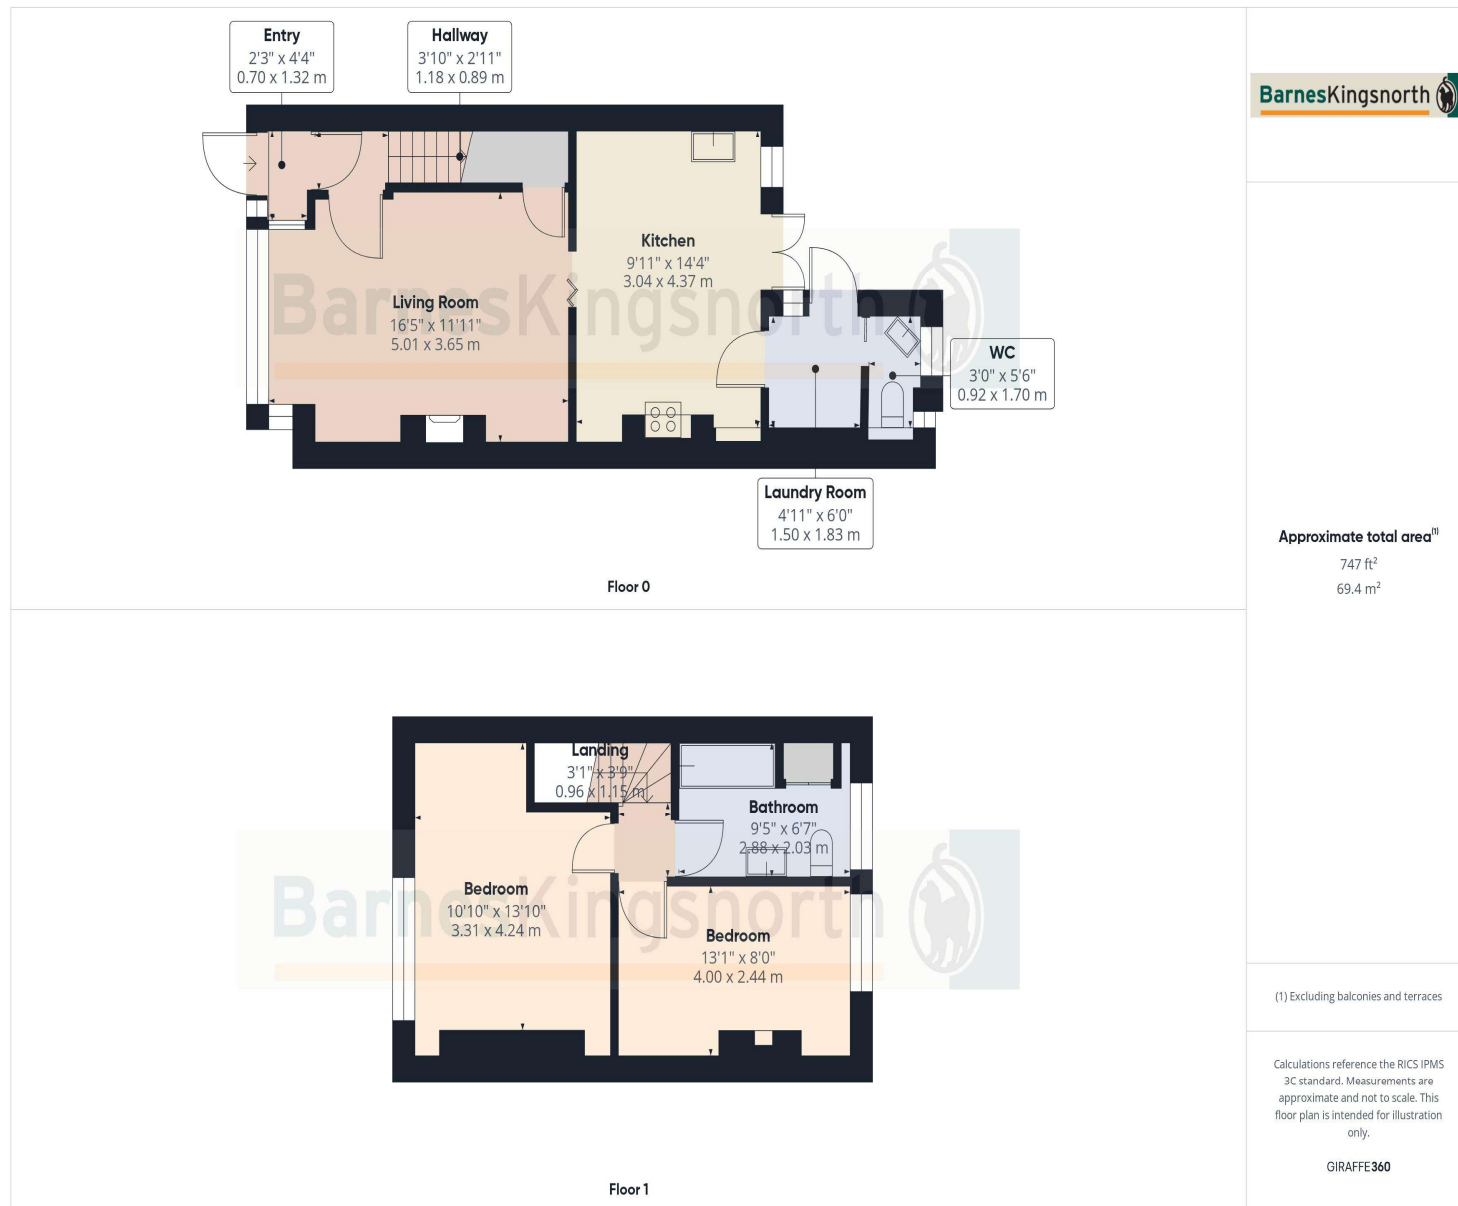 Entry
2'3" x 4'4"
0.70 x 1.32 m
Hallway
3'10" x 2'11"
1.18 x 0.89 m
BarnesKingsnorth
Kitchen
9'11" x 14'4"
3.04 x 4.37 m
BarnesKingsnorth
Living Room
16'5" x 11'11"
5.01 x 3.65 m
WC
3'0" x 5'6"
0.92 x 1.70 m
Laundry Room
4'11" x 6'0"
1.50 x 1.83 m
Floor 0
Approximate total area(1)
747 ft²
69.4 m²
Landing
3'1" x 3'9"
0.96 x 1.15 m
Bathroom
9'5" x 6'7"
2.88 x 2.03 m
BarnesKingsnorth
Bedroom
10'10" x 13'10"
3.31 x 4.24 m
Bedroom
13'1" x 8'0"
4.00 x 2.44 m
Floor 1
(1) Excluding balconies and terraces
Calculations reference the RICS IPMS
3C standard. Measurements are
approximate and not to scale. This
floor plan is intended for illustration
only.
GIRAFFE360